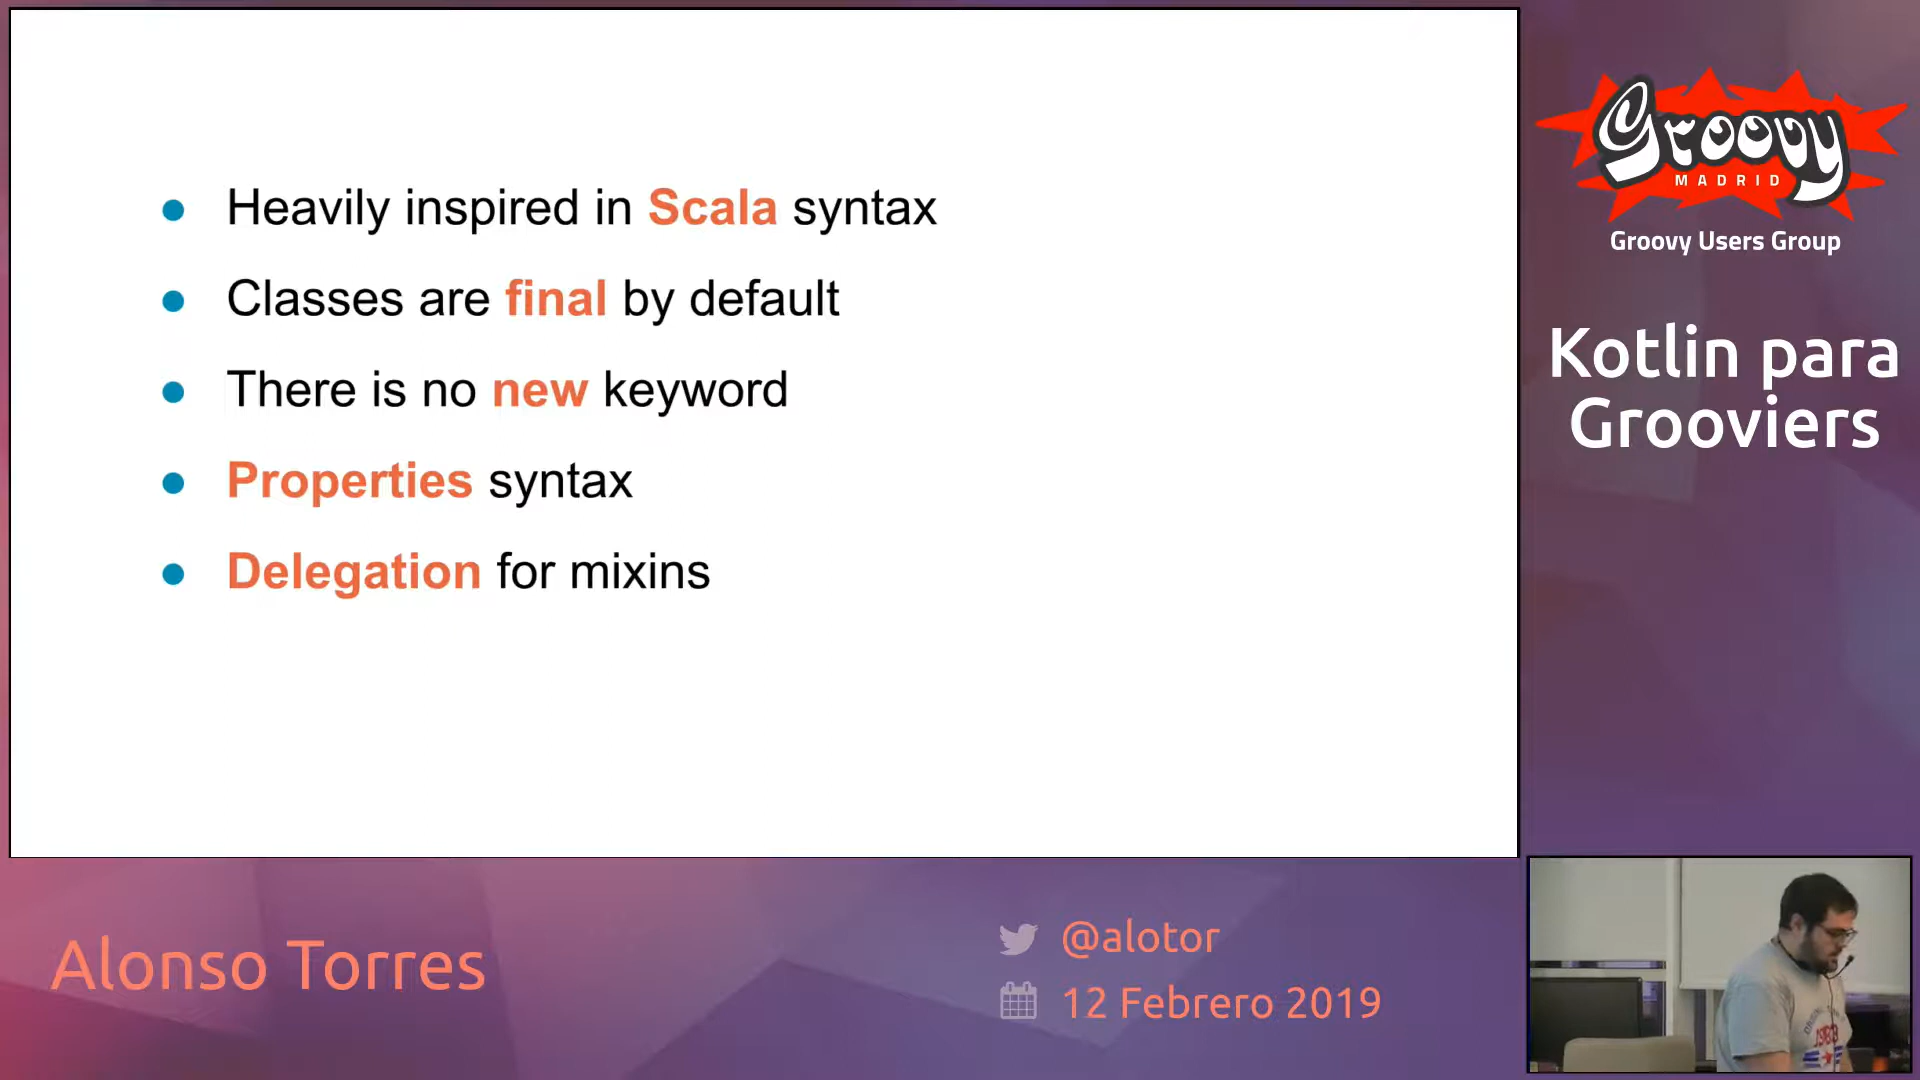 Heavily inspired in Scala syntax
Classes are final by default
There is no new keyword
Properties syntax
Delegation for mixins
Groovy
MADRID
Groovy Users Group
Kotlin para
Grooviers
Alonso Torres
@alotor
12 Febrero 2019